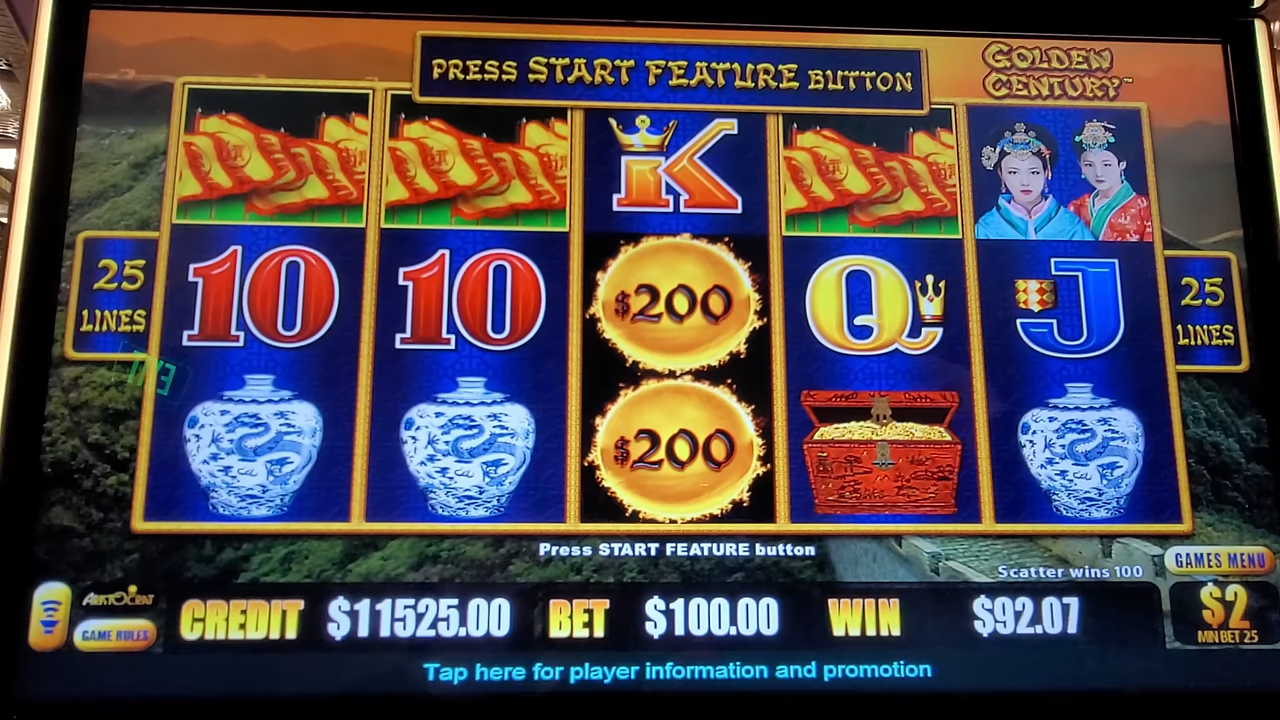 PRESS START FEATURE BUTTON
GOLDEN
CENTURY™
K
25
LINES
10
10
$200
Q
J
25
LINES
$200
Press START FEATURE button
Scatter wins 100
GAMES MENU
ARISTOCRAT
GAME RULES
CREDIT $11525.00 BET $100.00 WIN $92.07
$2
MIN BET 25
Tap here for player information and promotion